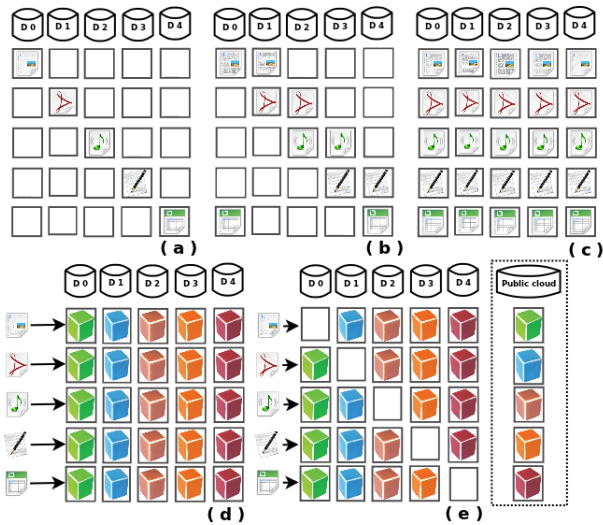 D 0 D 1 D 2 D 3 D 4
D 0 D 1 D 2 D 3 D 4
D 0 D 1 D 2 D 3 D 4
( a )
( b )
( c )
D 0 D 1 D 2 D 3 D 4
D 0 D 1 D 2 D 3 D 4
Public cloud
( d )
( e )